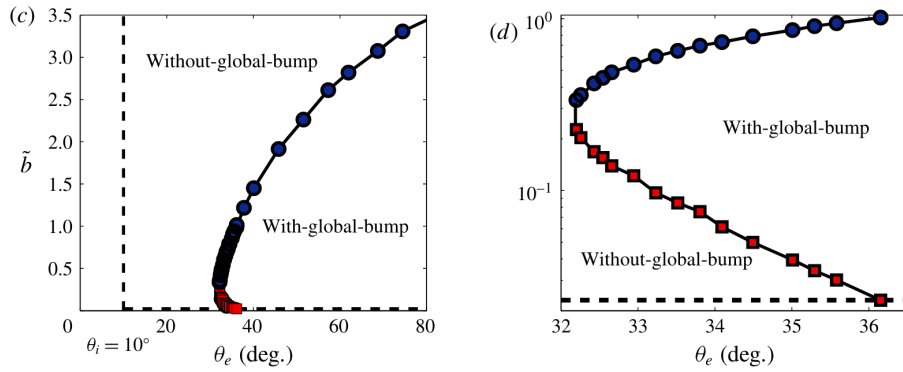 (c)
3.5
3.0
2.5
2.0
1.5
1.0
0.5
0
b̃
Without-global-bump
With-global-bump
20
40
60
80
θi = 10°
θe (deg.)
(d)
10⁰
10⁻¹
With-global-bump
Without-global-bump
32
33
34
35
36
θe (deg.)